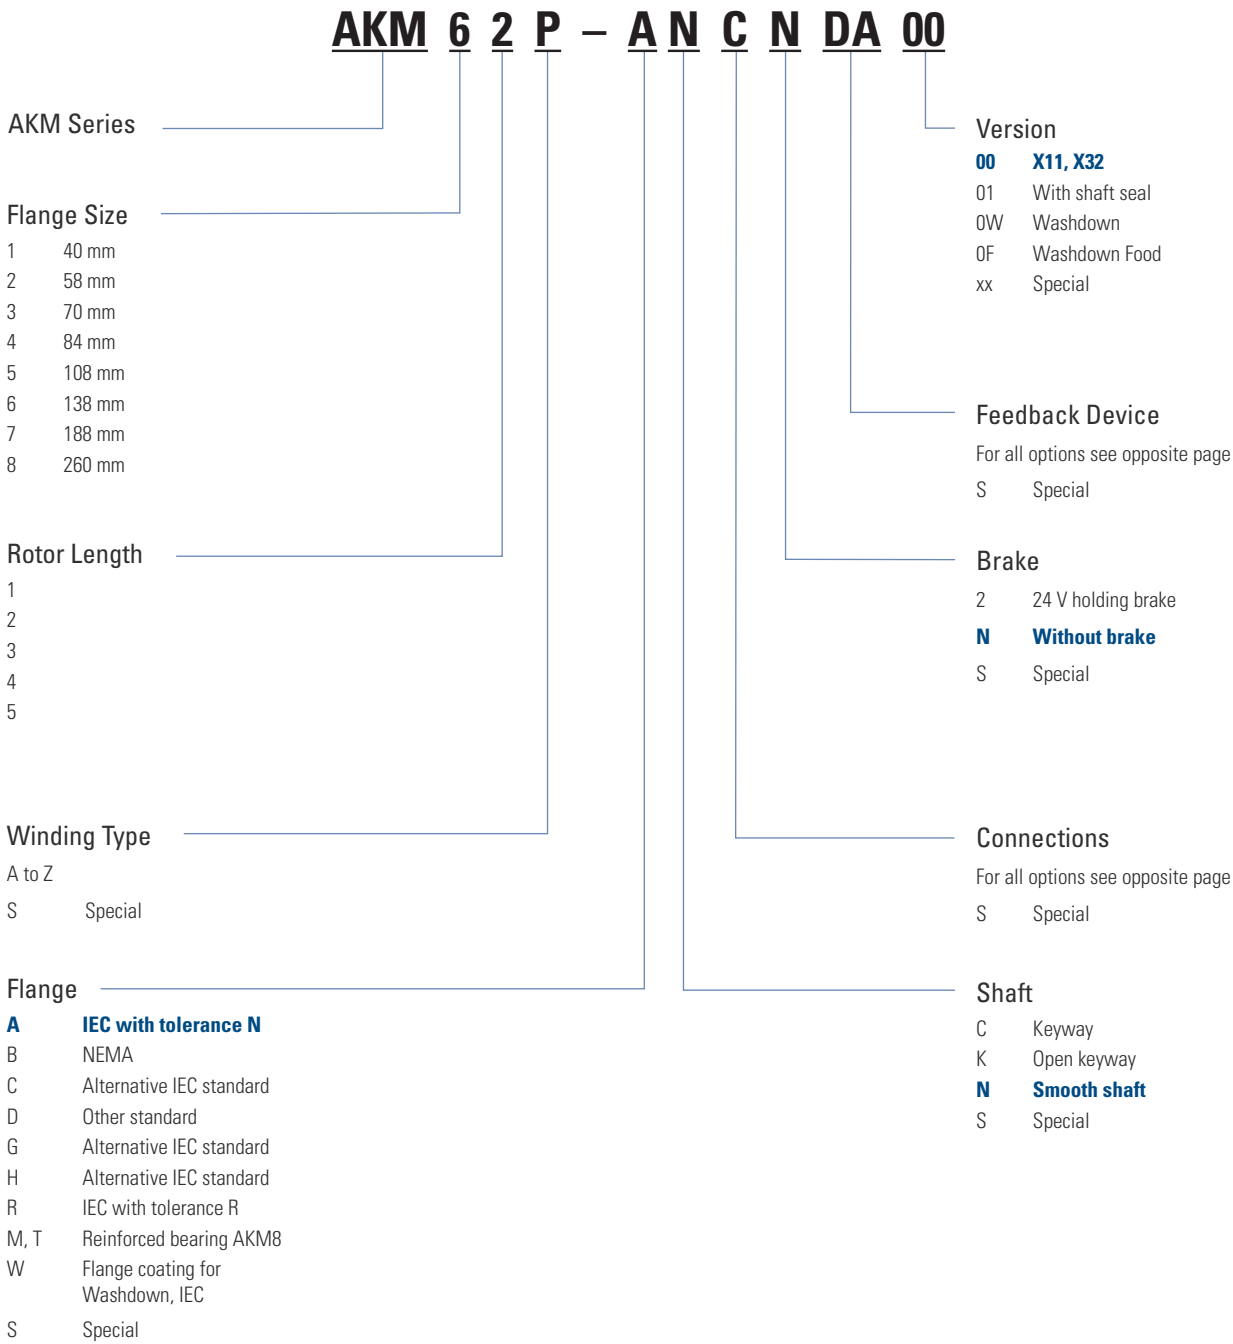 AKM 6 2 P – A N C N DA 00
AKM Series
Flange Size
1 40 mm
2 58 mm
3 70 mm
4 84 mm
5 108 mm
6 138 mm
7 188 mm
8 260 mm
Rotor Length
1
2
3
4
5
Winding Type
A to Z
S Special
Flange
A IEC with tolerance N
B NEMA
C Alternative IEC standard
D Other standard
G Alternative IEC standard
H Alternative IEC standard
R IEC with tolerance R
M, T Reinforced bearing AKM8
W Flange coating for
Washdown, IEC
S Special
Version
00 X11, X32
01 With shaft seal
0W Washdown
0F Washdown Food
xx Special
Feedback Device
For all options see opposite page
S Special
Brake
2 24 V holding brake
N Without brake
S Special
Connections
For all options see opposite page
S Special
Shaft
C Keyway
K Open keyway
N Smooth shaft
S Special